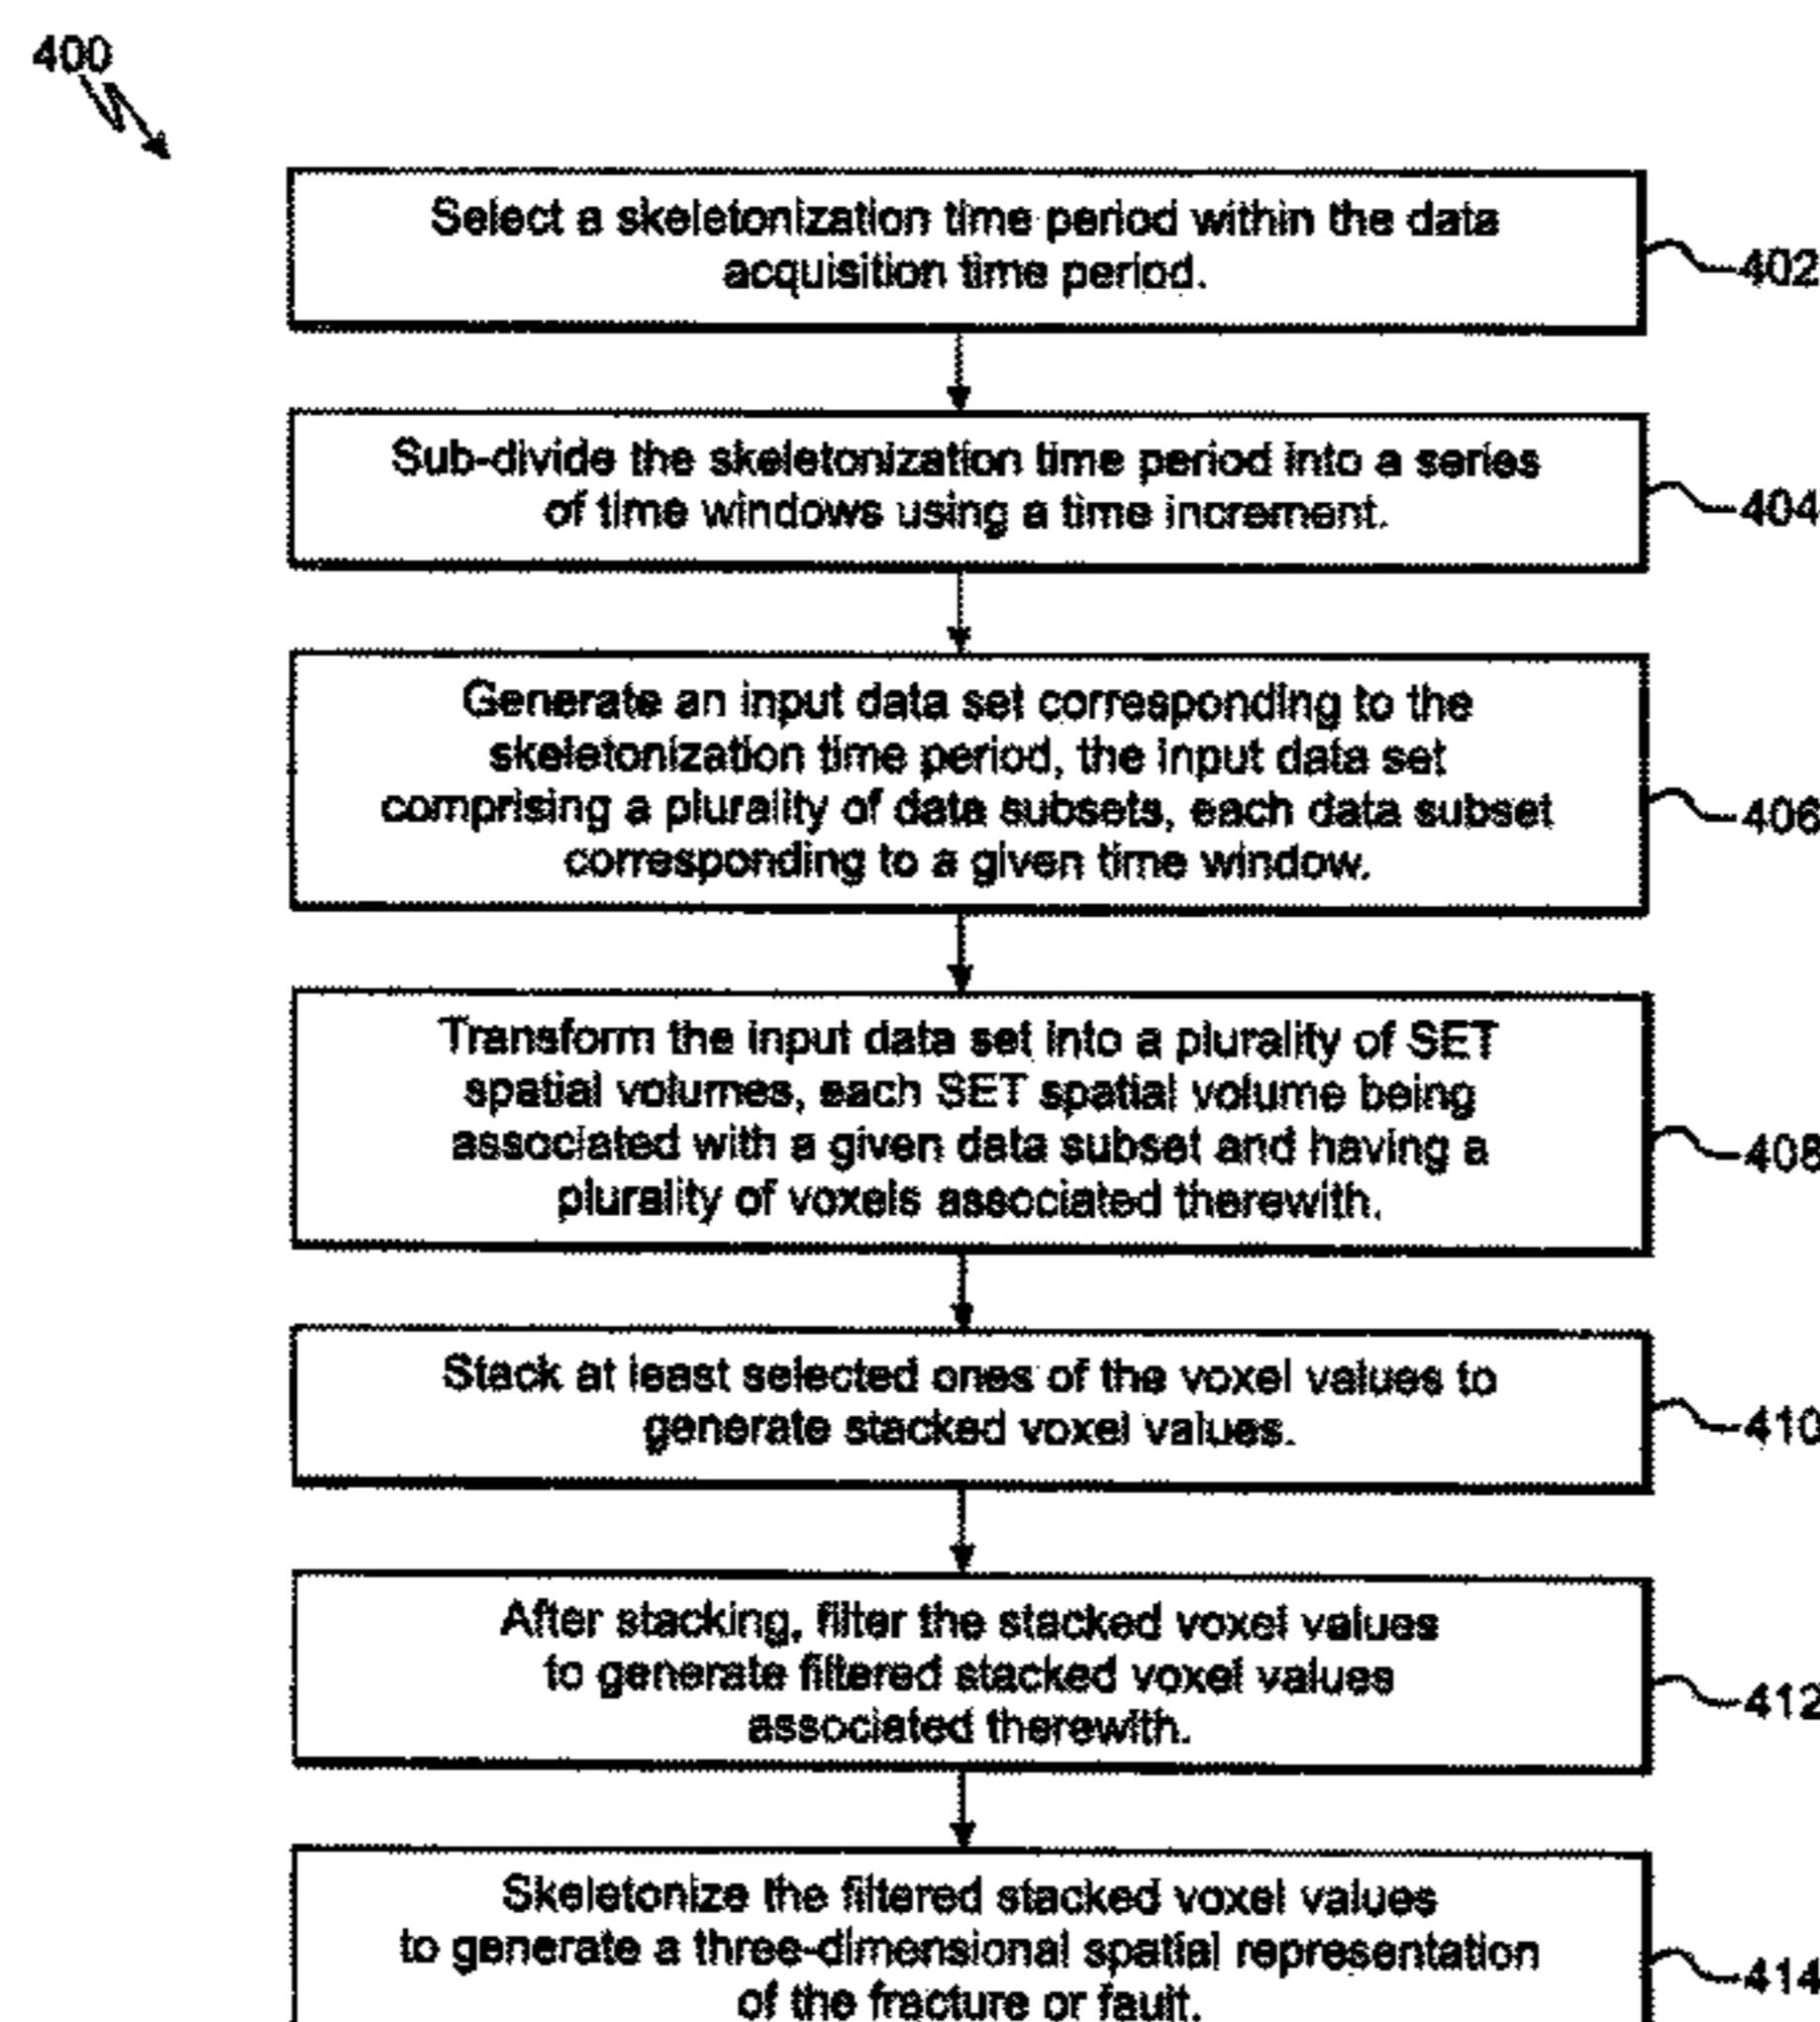 400
Select a skeletonization time period within the data
acquisition time period.
402
Sub-divide the skeletonization time period into a series
of time windows using a time increment.
404
Generate an input data set corresponding to the
skeletonization time period, the input data set
comprising a plurality of data subsets, each data subset
corresponding to a given time window.
406
Transform the input data set into a plurality of SET
spatial volumes, each SET spatial volume being
associated with a given data subset and having a
plurality of voxels associated therewith.
408
Stack at least selected ones of the voxel values to
generate stacked voxel values.
410
After stacking, filter the stacked voxel values
to generate filtered stacked voxel values
associated therewith.
412
Skeletonize the filtered stacked voxel values
to generate a three-dimensional spatial representation
of the fracture or fault.
414